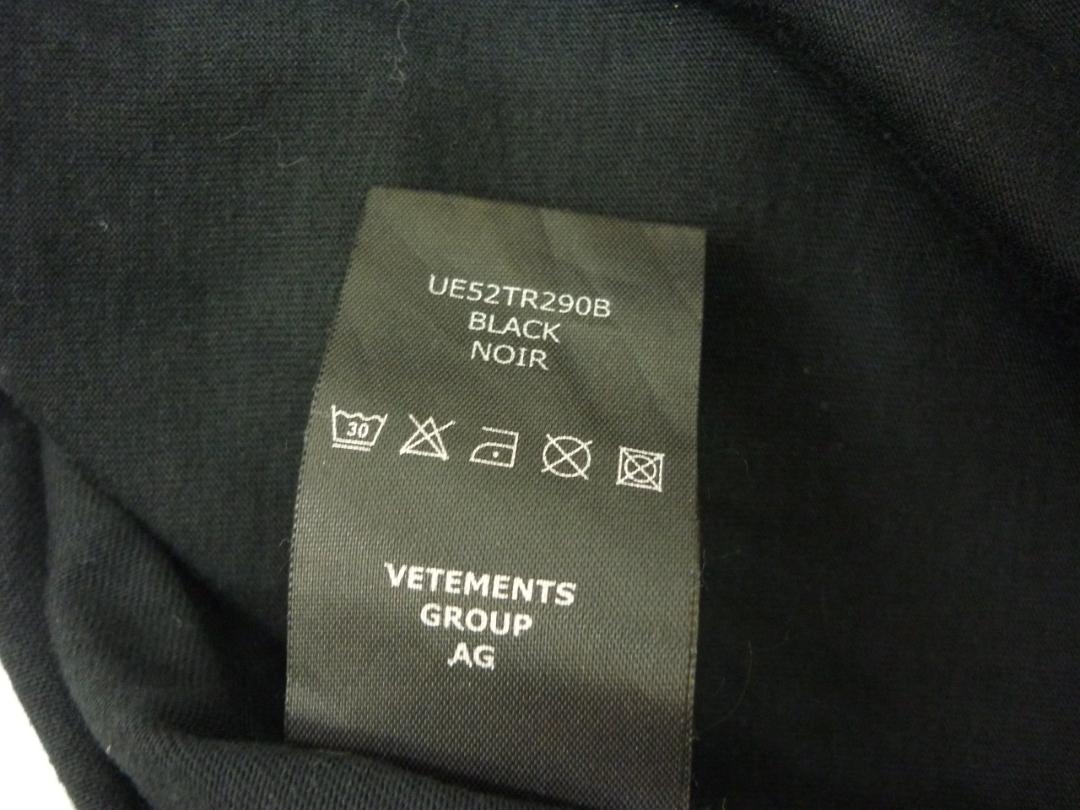 UE52TR290B
BLACK
NOIR
30
VETEMENTS
GROUP
AG